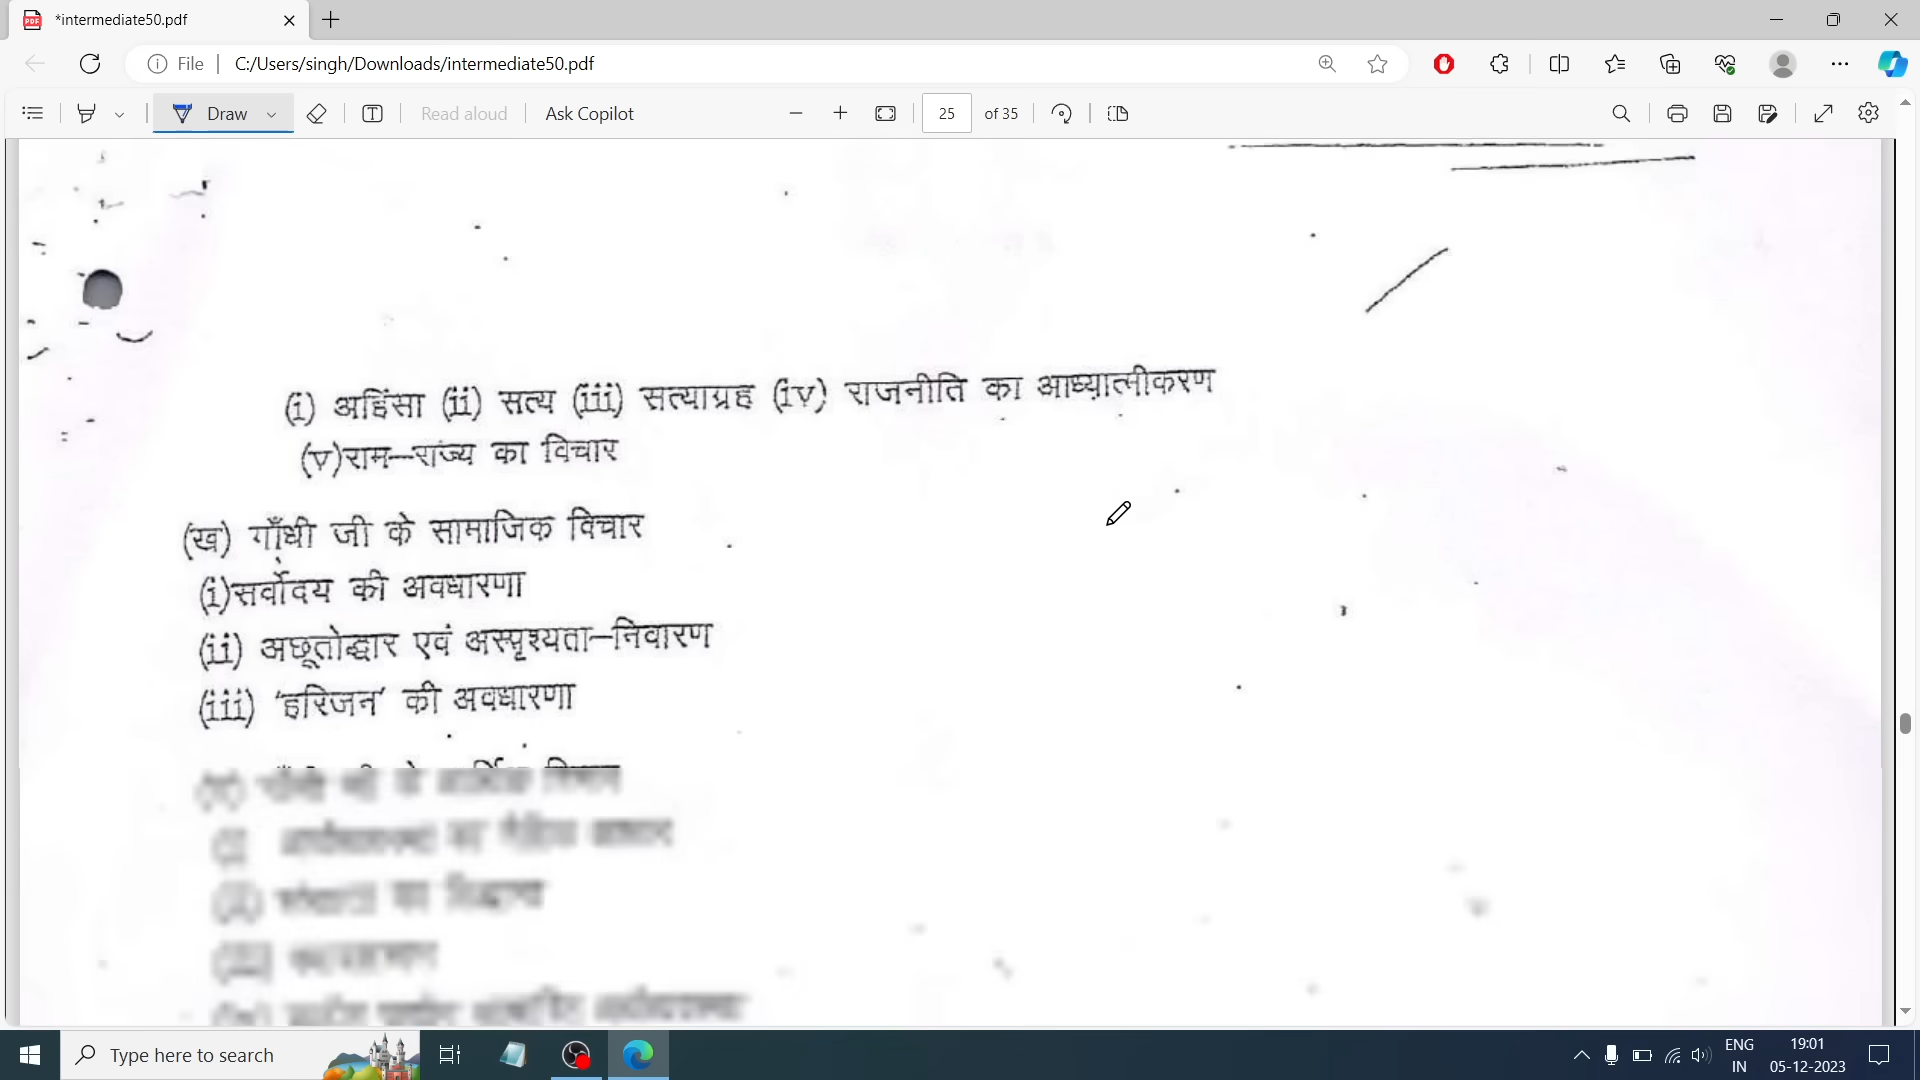 *intermediate50.pdf
File C:/Users/singh/Downloads/intermediate50.pdf
Draw Read aloud Ask Copilot 25 of 35
(i) अहिंसा (ii) सत्य (iii) सत्याग्रह (iv) राजनीति का आध्यात्मीकरण
(v)राम–राज्य का विचार
(ख) गाँधी जी के सामाजिक विचार
(i)सर्वोदय की अवधारणा
(ii) अछूतोद्धार एवं अस्पृश्यता–निवारण
(iii) ‘हरिजन’ की अवधारणा
Type here to search
ENG 19:01
IN 05-12-2023